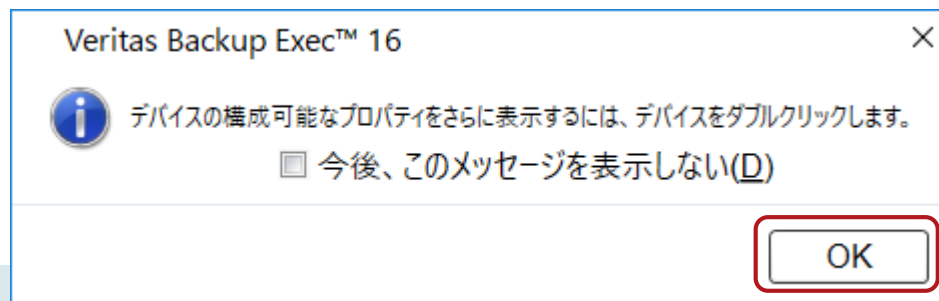 Veritas Backup Exec™ 16
デバイスの構成可能なプロパティをさらに表示するには、デバイスをダブルクリックします。
今後、このメッセージを表示しない(D)
OK